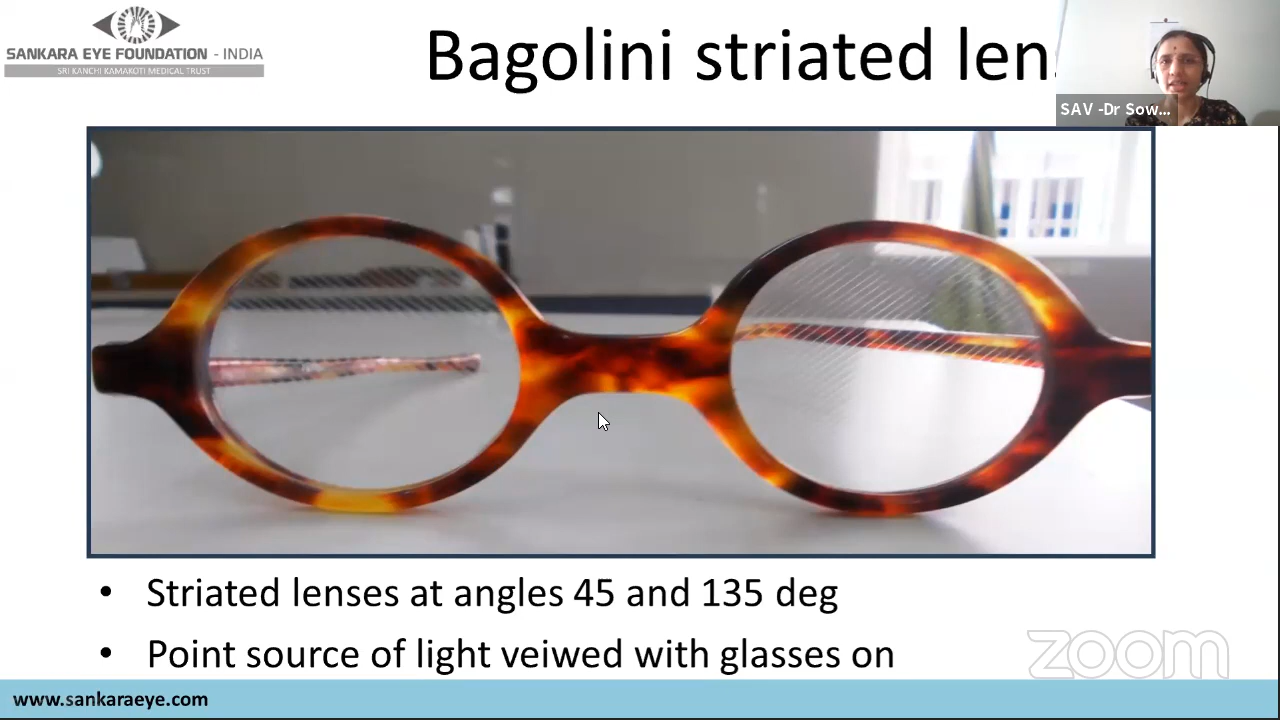 SANKARA EYE FOUNDATION - INDIA
SRI KANCHI KAMAKOTI MEDICAL TRUST
Bagolini striated len
SAV -Dr Sow...
• Striated lenses at angles 45 and 135 deg
• Point source of light veiwed with glasses on
zoom
www.sankaraeye.com